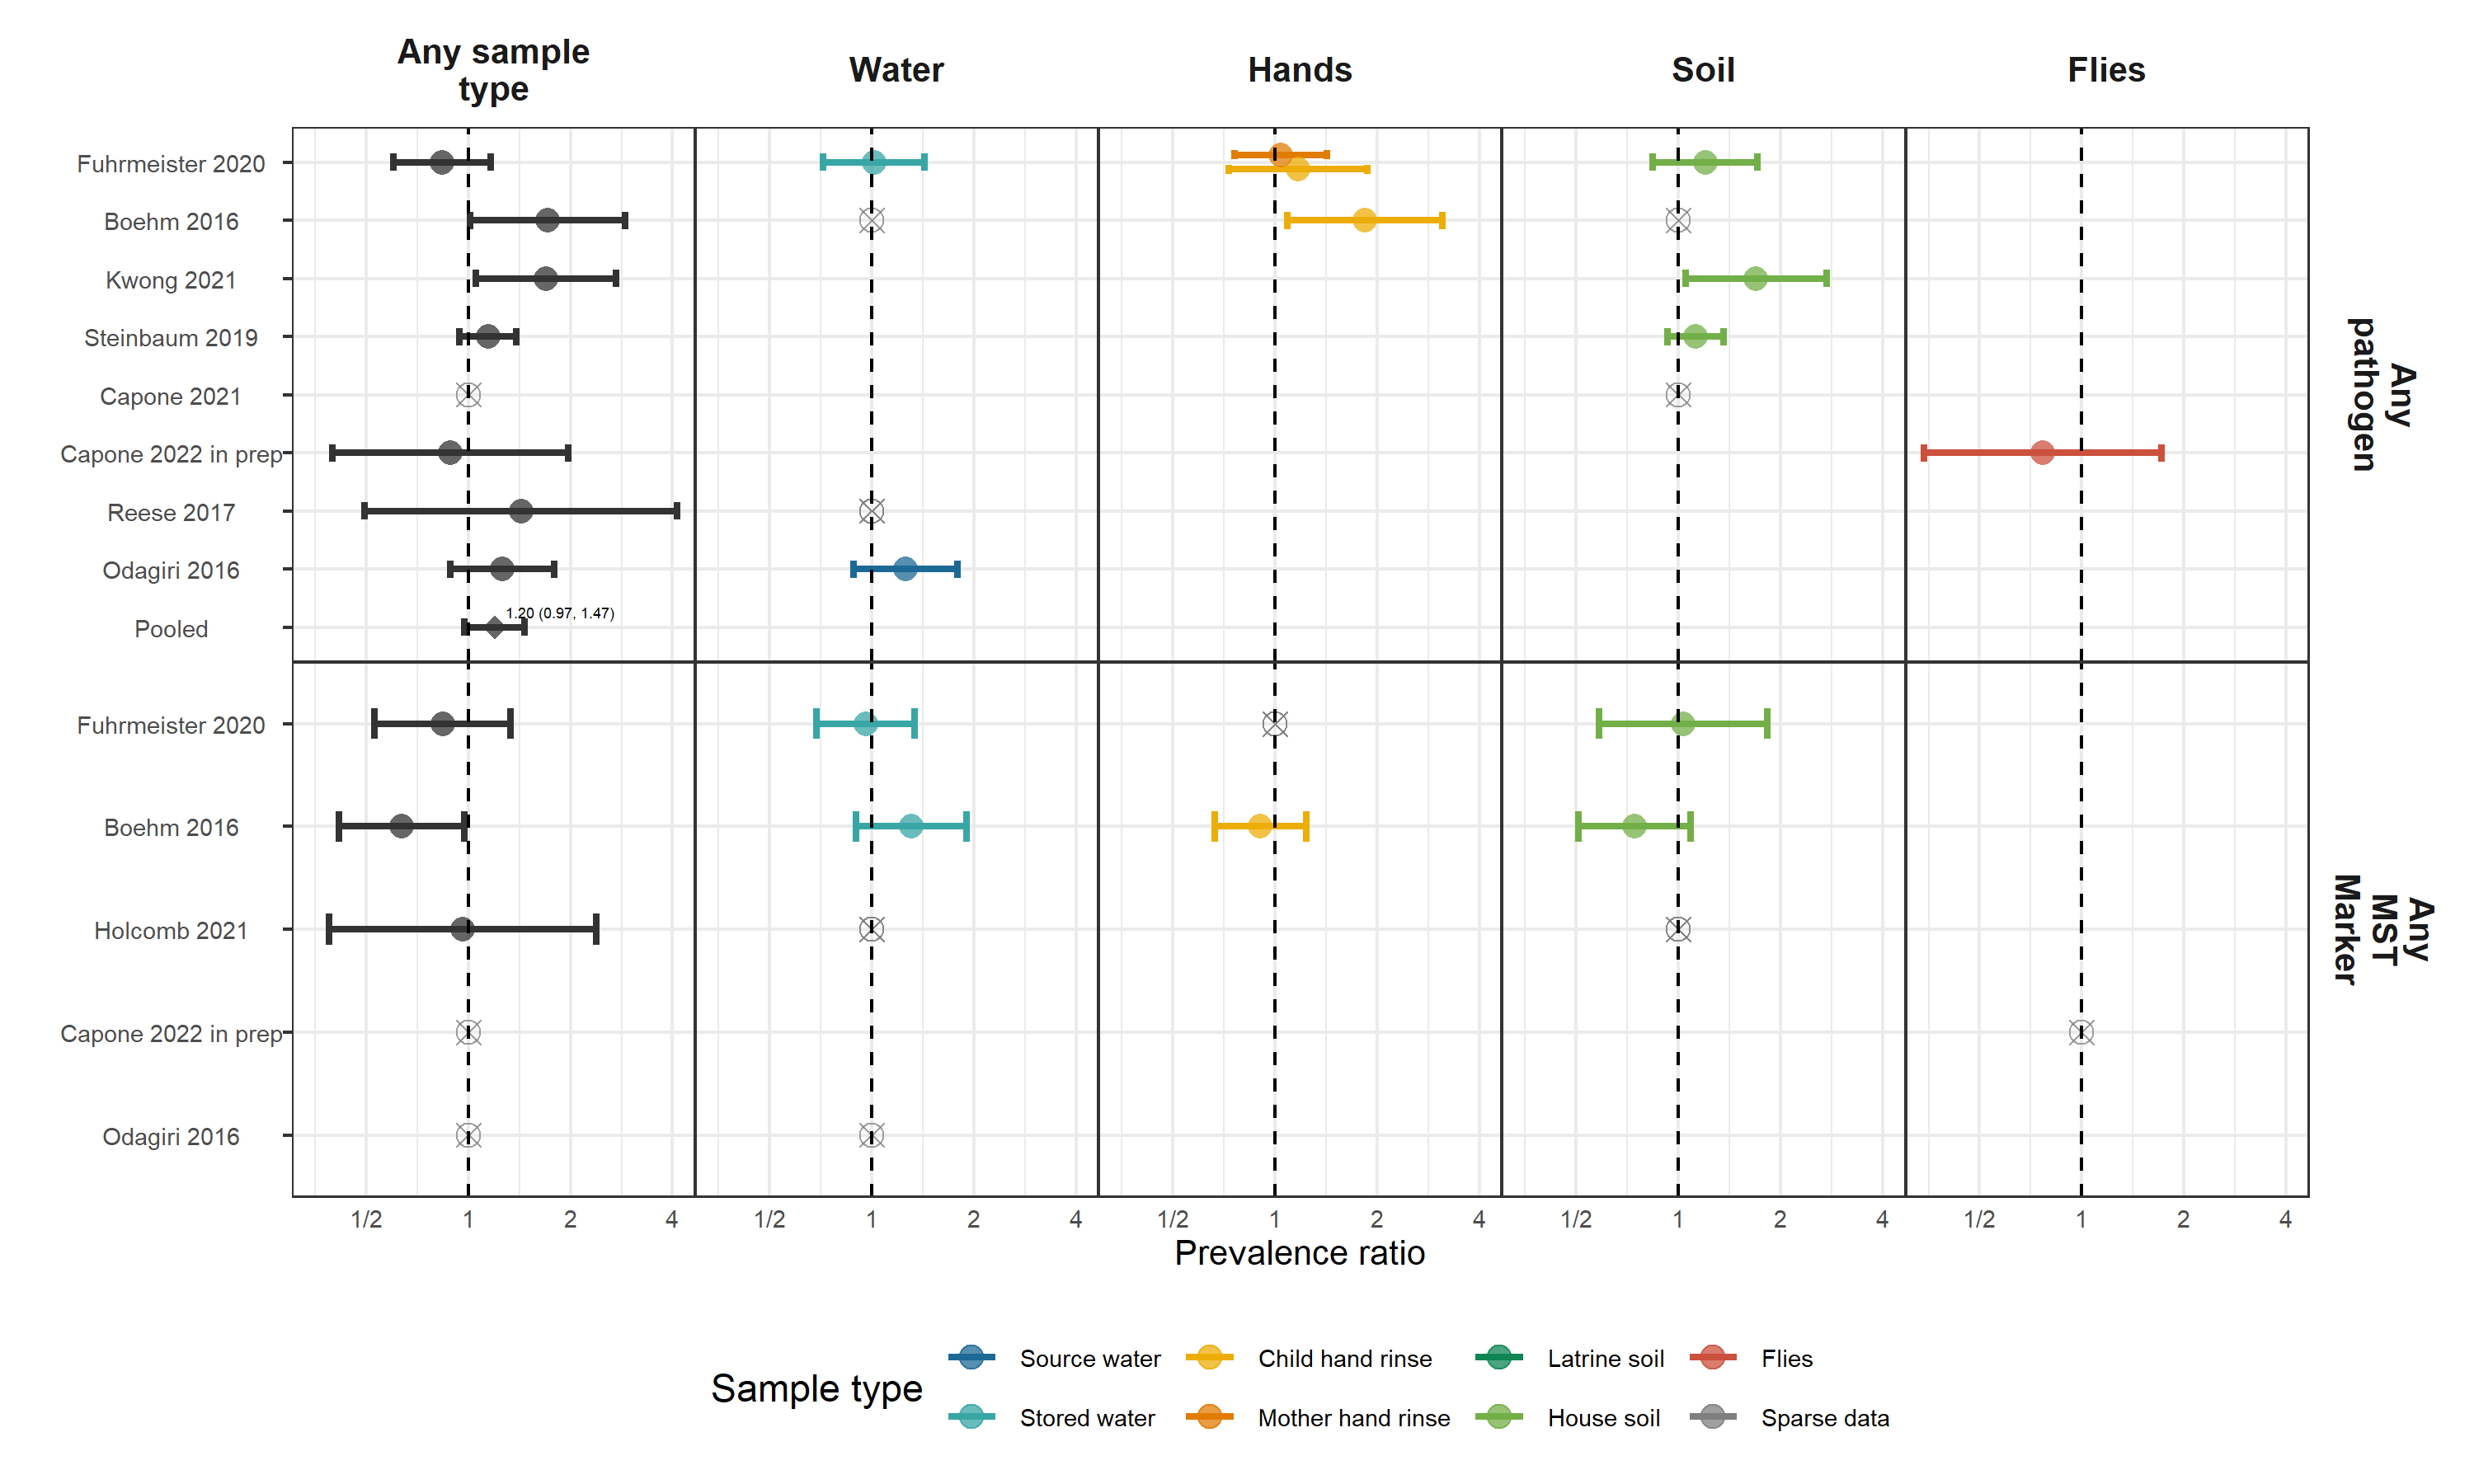 Any sample
type
Water
Hands
Soil
Flies
Fuhrmeister 2020
Boehm 2016
Kwong 2021
Steinbaum 2019
Capone 2021
Capone 2022 in prep
Reese 2017
Odagiri 2016
Pooled
1.20 (0.97, 1.47)
Any
pathogen
Fuhrmeister 2020
Boehm 2016
Holcomb 2021
Capone 2022 in prep
Odagiri 2016
Any
MST
Marker
1/2 1 2 4 1/2 1 2 4 1/2 1 2 4 1/2 1 2 4 1/2 1 2 4
Prevalence ratio
Sample type
Source water
Child hand rinse
Latrine soil
Flies
Stored water
Mother hand rinse
House soil
Sparse data